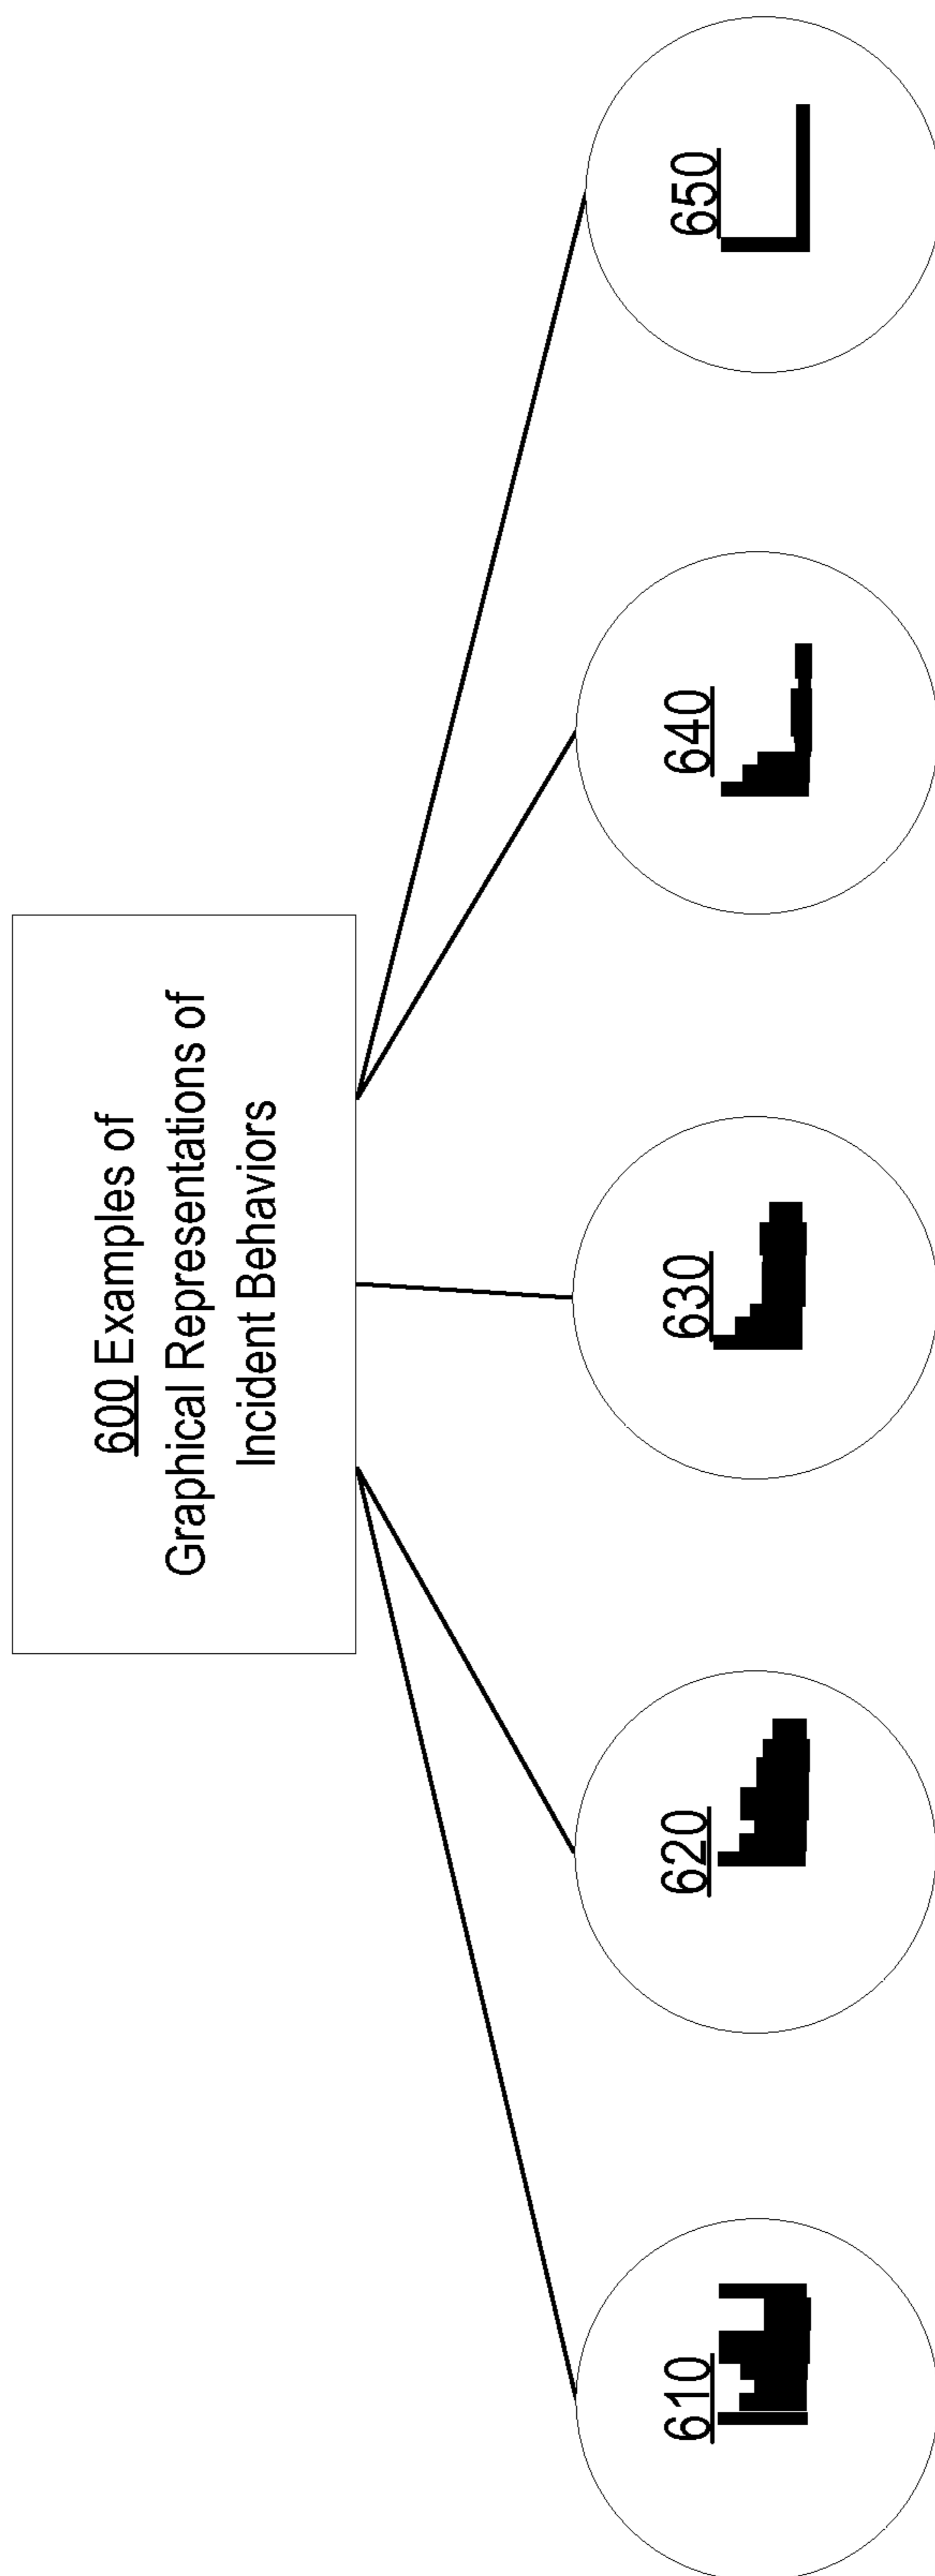 600 Examples of
Graphical Representations of
Incident Behaviors
610
620
630
640
650